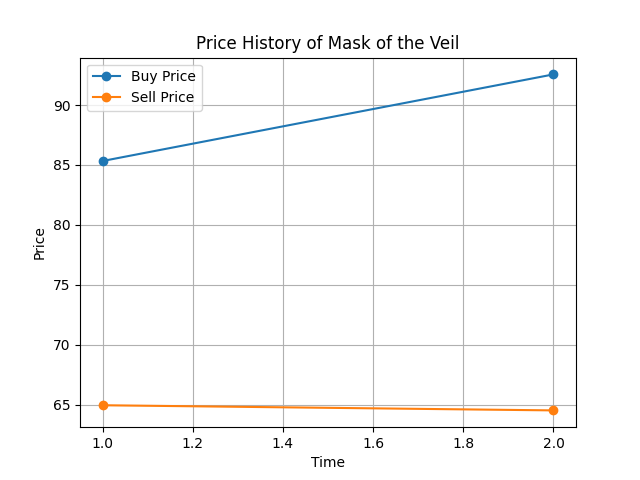 Price History of Mask of the Veil
Buy Price
Sell Price
90
85
80
75
70
65
Price
1.0 1.2 1.4 1.6 1.8 2.0
Time